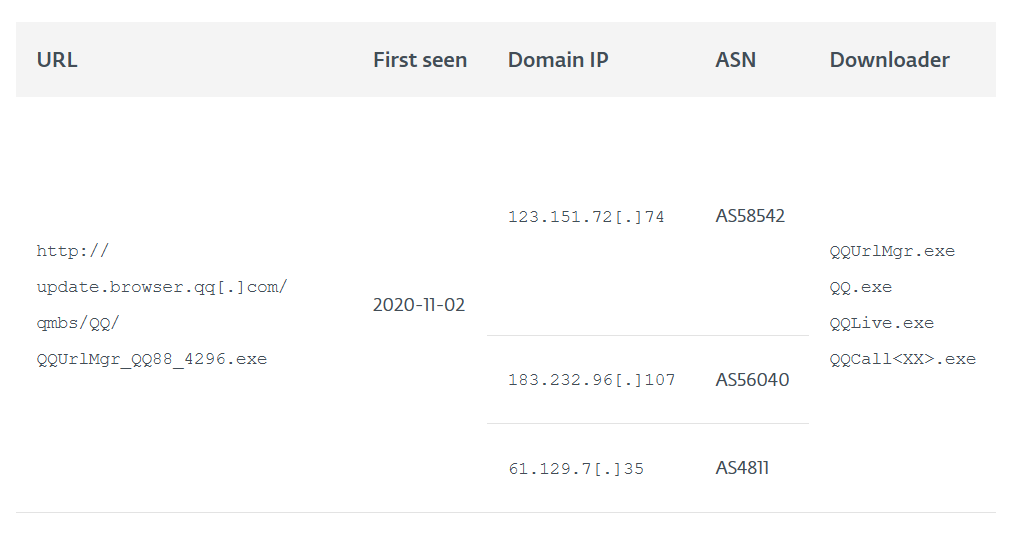 URL First seen Domain IP ASN Downloader
123.151.72[.]74 AS58542
http://
update.browser.qq[.]com/
qmbs/QQ/
QQUrlMgr_QQ88_4296.exe
2020-11-02
QQUrlMgr.exe
QQ.exe
QQLive.exe
QQCall<XX>.exe
183.232.96[.]107 AS56040
61.129.7[.]35 AS4811